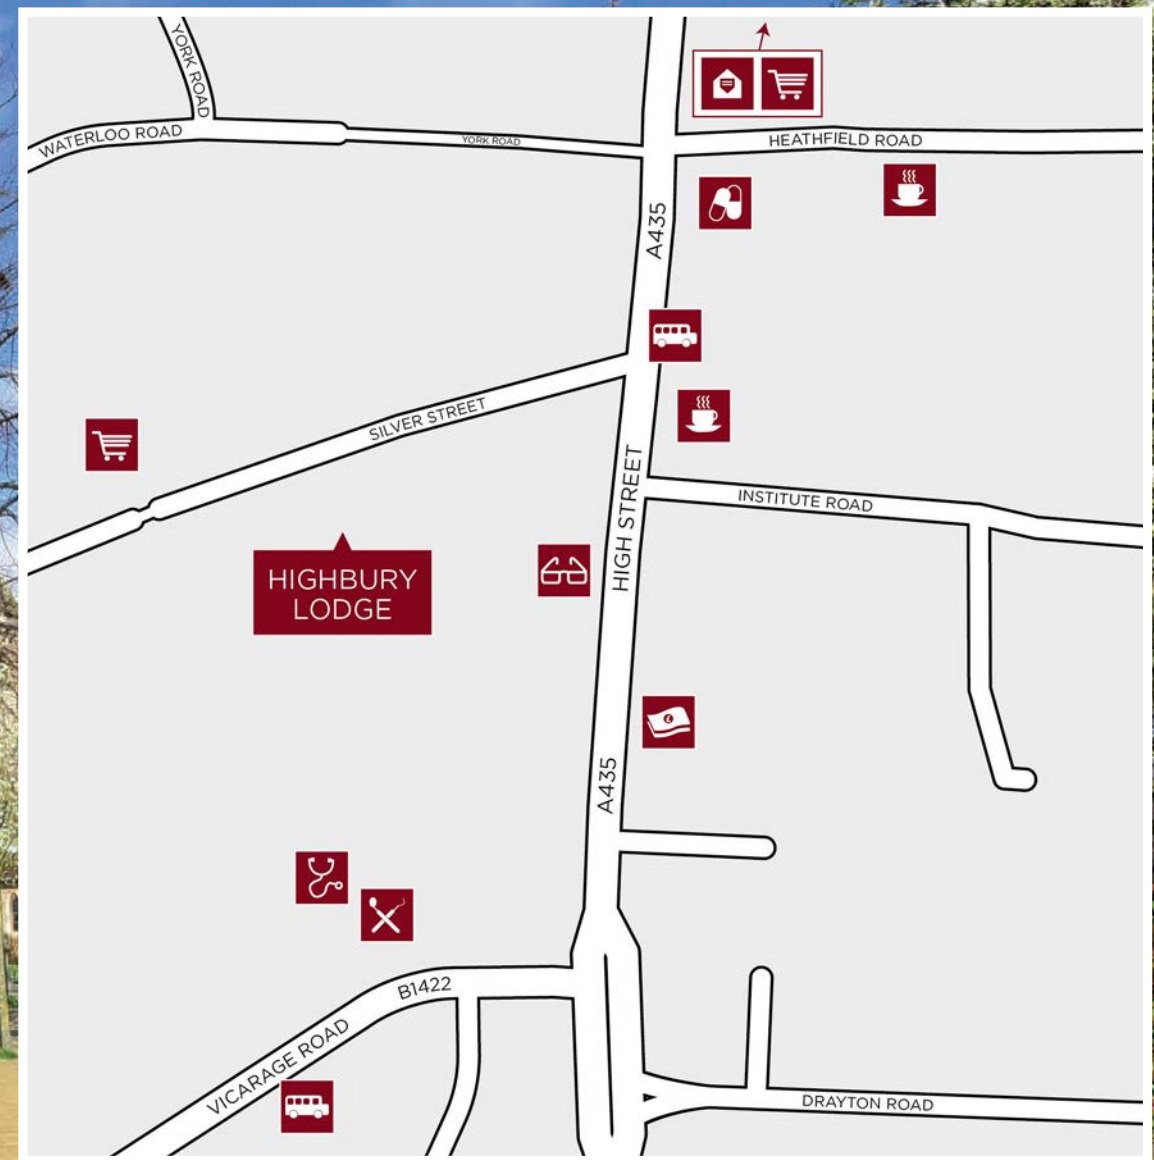 YORK ROAD
WATERLOO ROAD
YORK ROAD
HEATHFIELD ROAD
A435
SILVER STREET
HIGH STREET
INSTITUTE ROAD
HIGHBURY
LODGE
£
A435
B1422
VICARAGE ROAD
DRAYTON ROAD